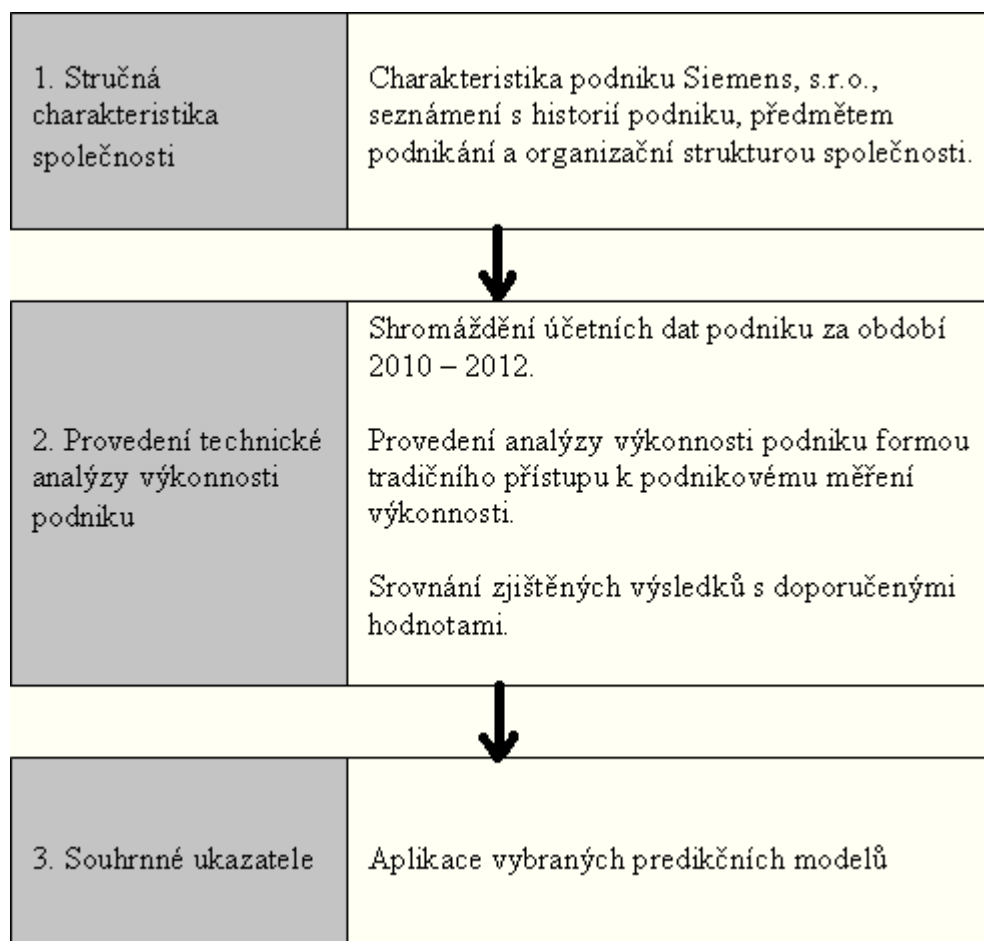 1. Stručná
charakteristika
společnosti
Charakteristika podniku Siemens, s.r.o.,
seznámení s historií podniku, předmětem
podnikání a organizační strukturou společnosti.
2. Provedení technické
analýzy výkonnosti
podniku
Shromáždění účetních dat podniku za období
2010 – 2012.
Provedení analýzy výkonnosti podniku formou
tradičního přístupu k podnikovému měření
výkonnosti.
Srovnání zjištěných výsledků s doporučenými
hodnotami.
3. Souhrnné ukazatele
Aplikace vybraných predikčních modelů